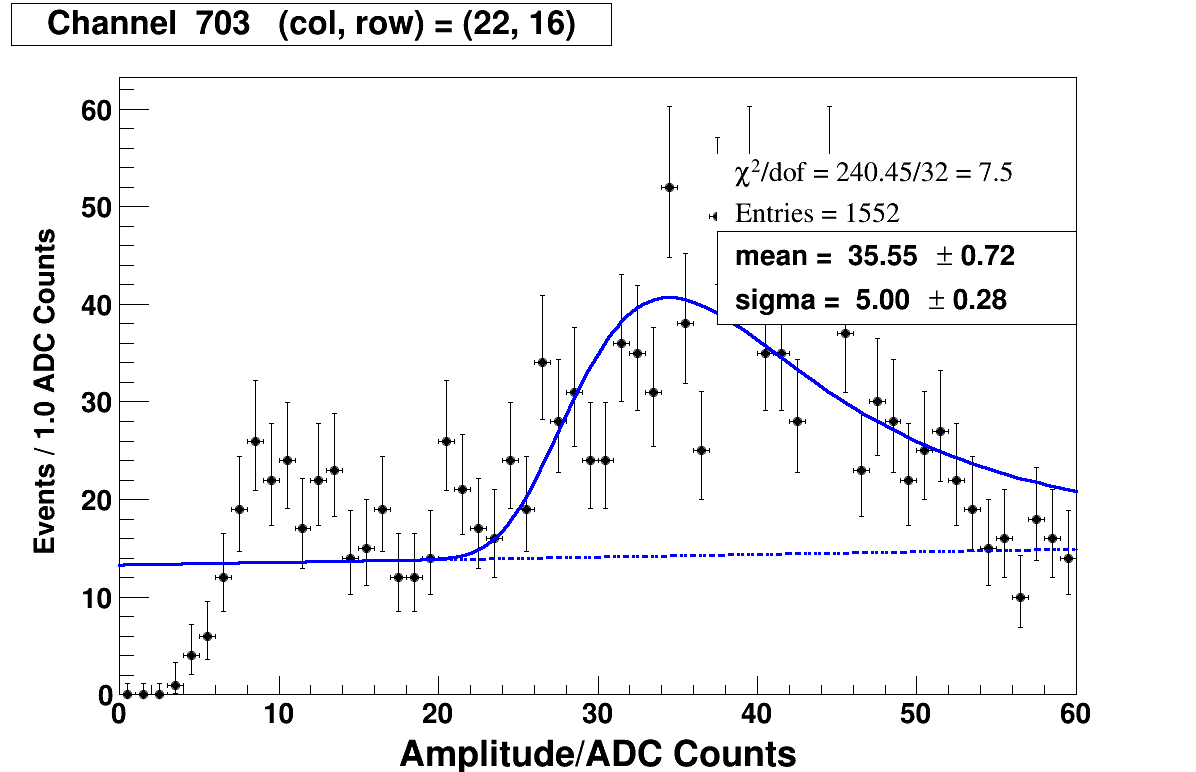 Channel 703 (col, row) = (22, 16)
χ²/dof = 240.45/32 = 7.5
Entries = 1552
mean = 35.55 ± 0.72
sigma = 5.00 ± 0.28
Events / 1.0 ADC Counts
60
50
40
30
20
10
0
0 10 20 30 40 50 60
Amplitude/ADC Counts